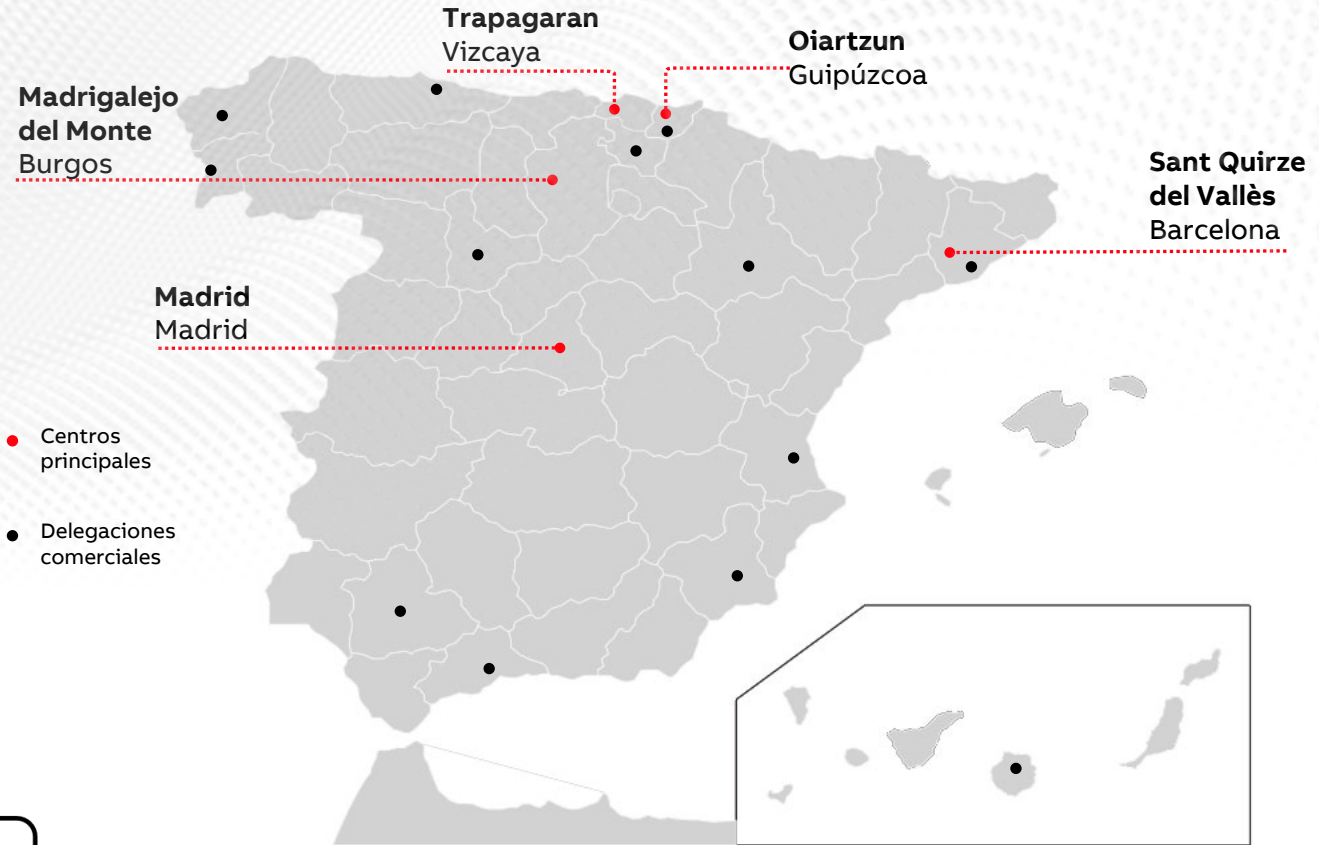 Trapagaran
Vizcaya
Oiartzun
Guipúzcoa
Madrigalejo
del Monte
Burgos
Sant Quirze
del Vallès
Barcelona
Madrid
Madrid
Centros
principales
Delegaciones
comerciales